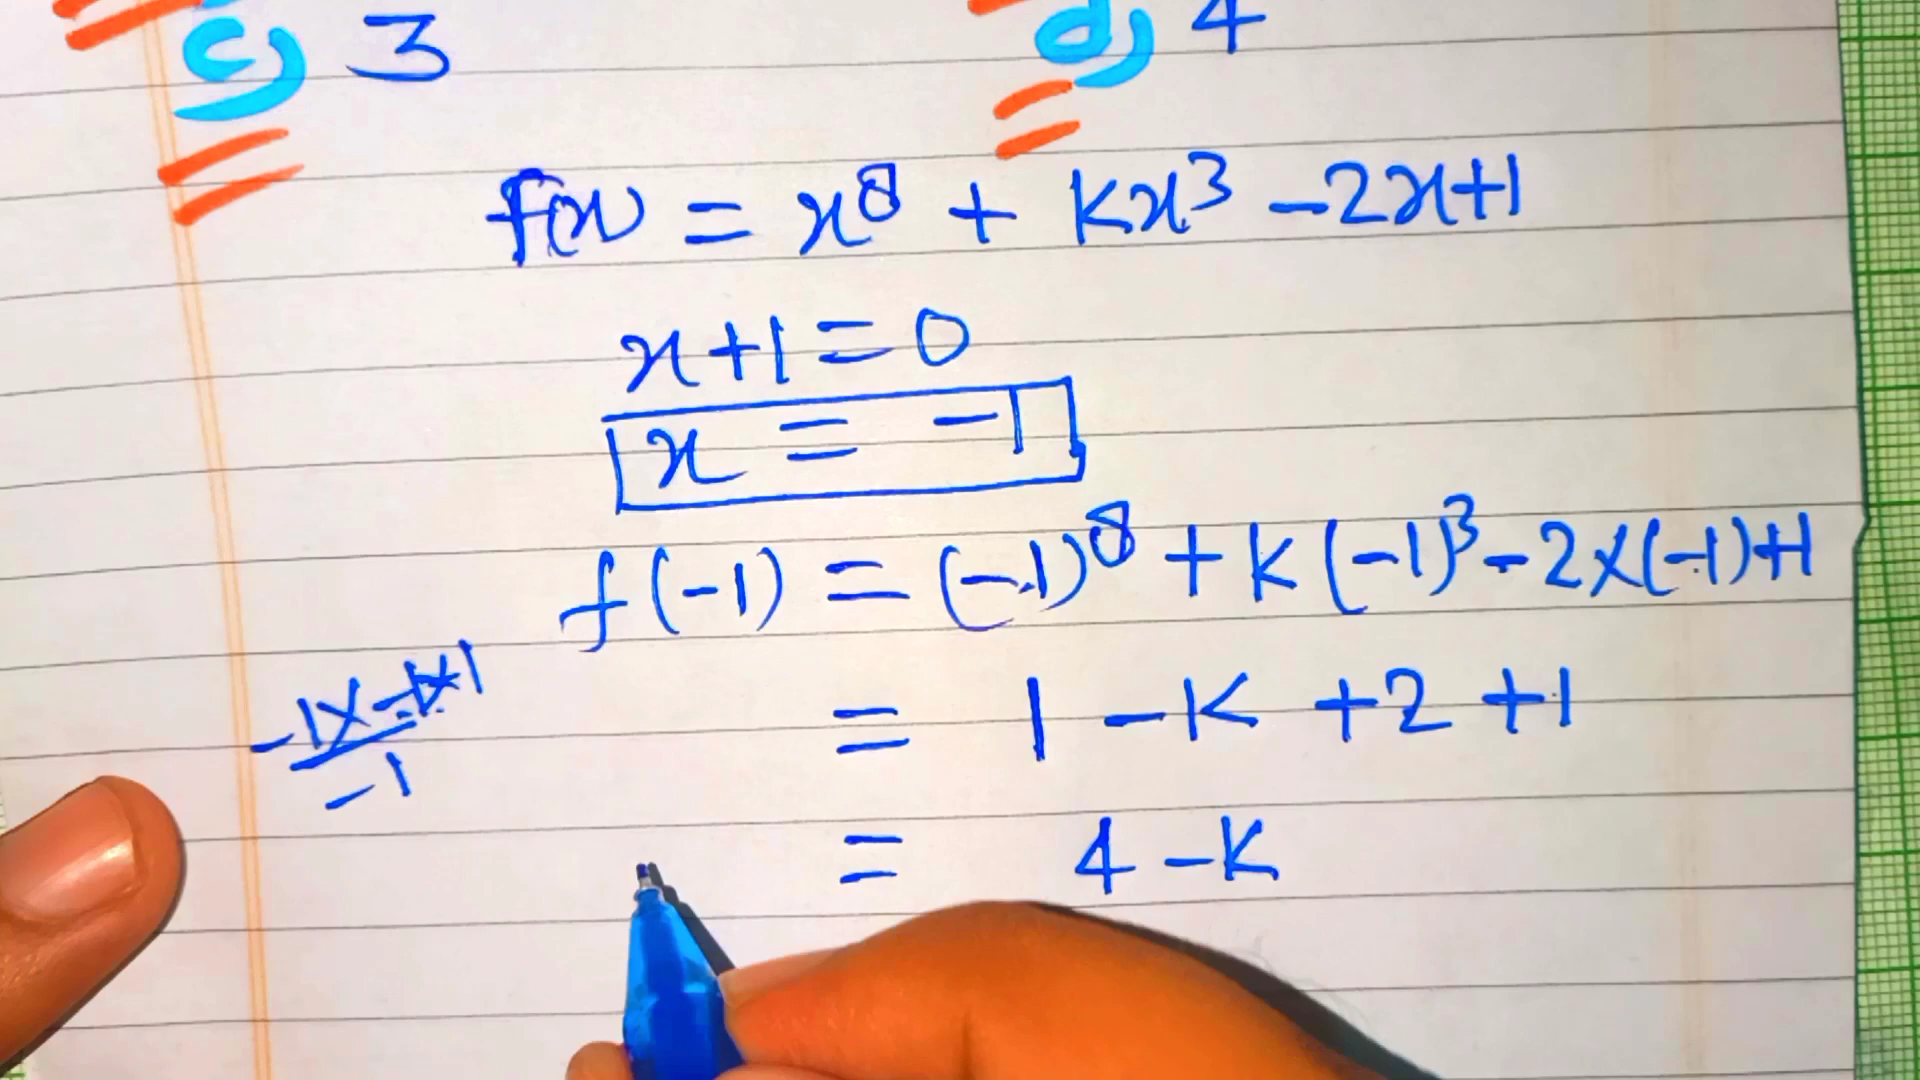 c) 3 d) 4
f(x) = x⁸ + kx³ - 2x+1
x+1=0
x = -1
f(-1) = (-1)⁸ + k(-1)³ - 2×(-1)+1
= 1 - k + 2 + 1
-1
= 4 - k